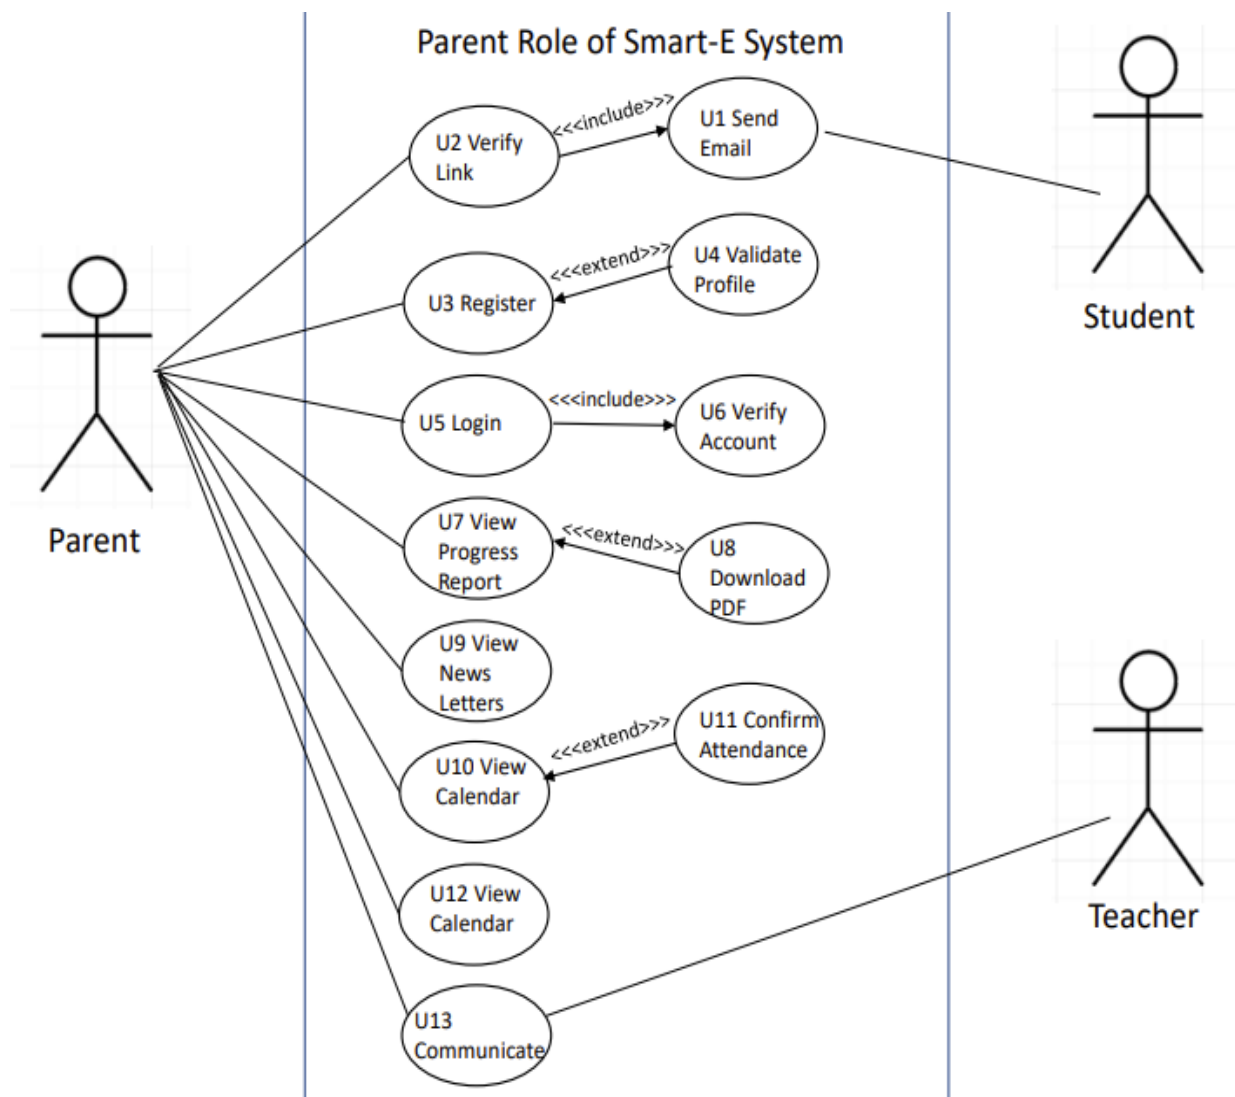 Parent Role of Smart-E System
U2 Verify
Link
<<<include>>>
U1 Send
Email
Student
U3 Register
<<<extend>>>
U4 Validate
Profile
Parent
U5 Login
<<<include>>>
U6 Verify
Account
U7 View
Progress
Report
<<<extend>>>
U8
Download
PDF
U9 View
News
Letters
U10 View
Calendar
<<<extend>>>
U11 Confirm
Attendance
U12 View
Calendar
Teacher
U13
Communicate